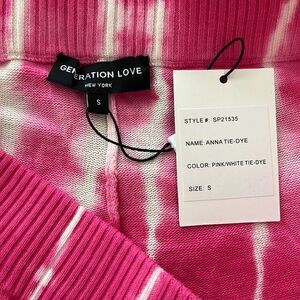 GENERATION LOVE
NEW YORK
S
STYLE #: SP21535
NAME: ANNA TIE-DYE
COLOR: PINK/WHITE TIE-DYE
SIZE: S